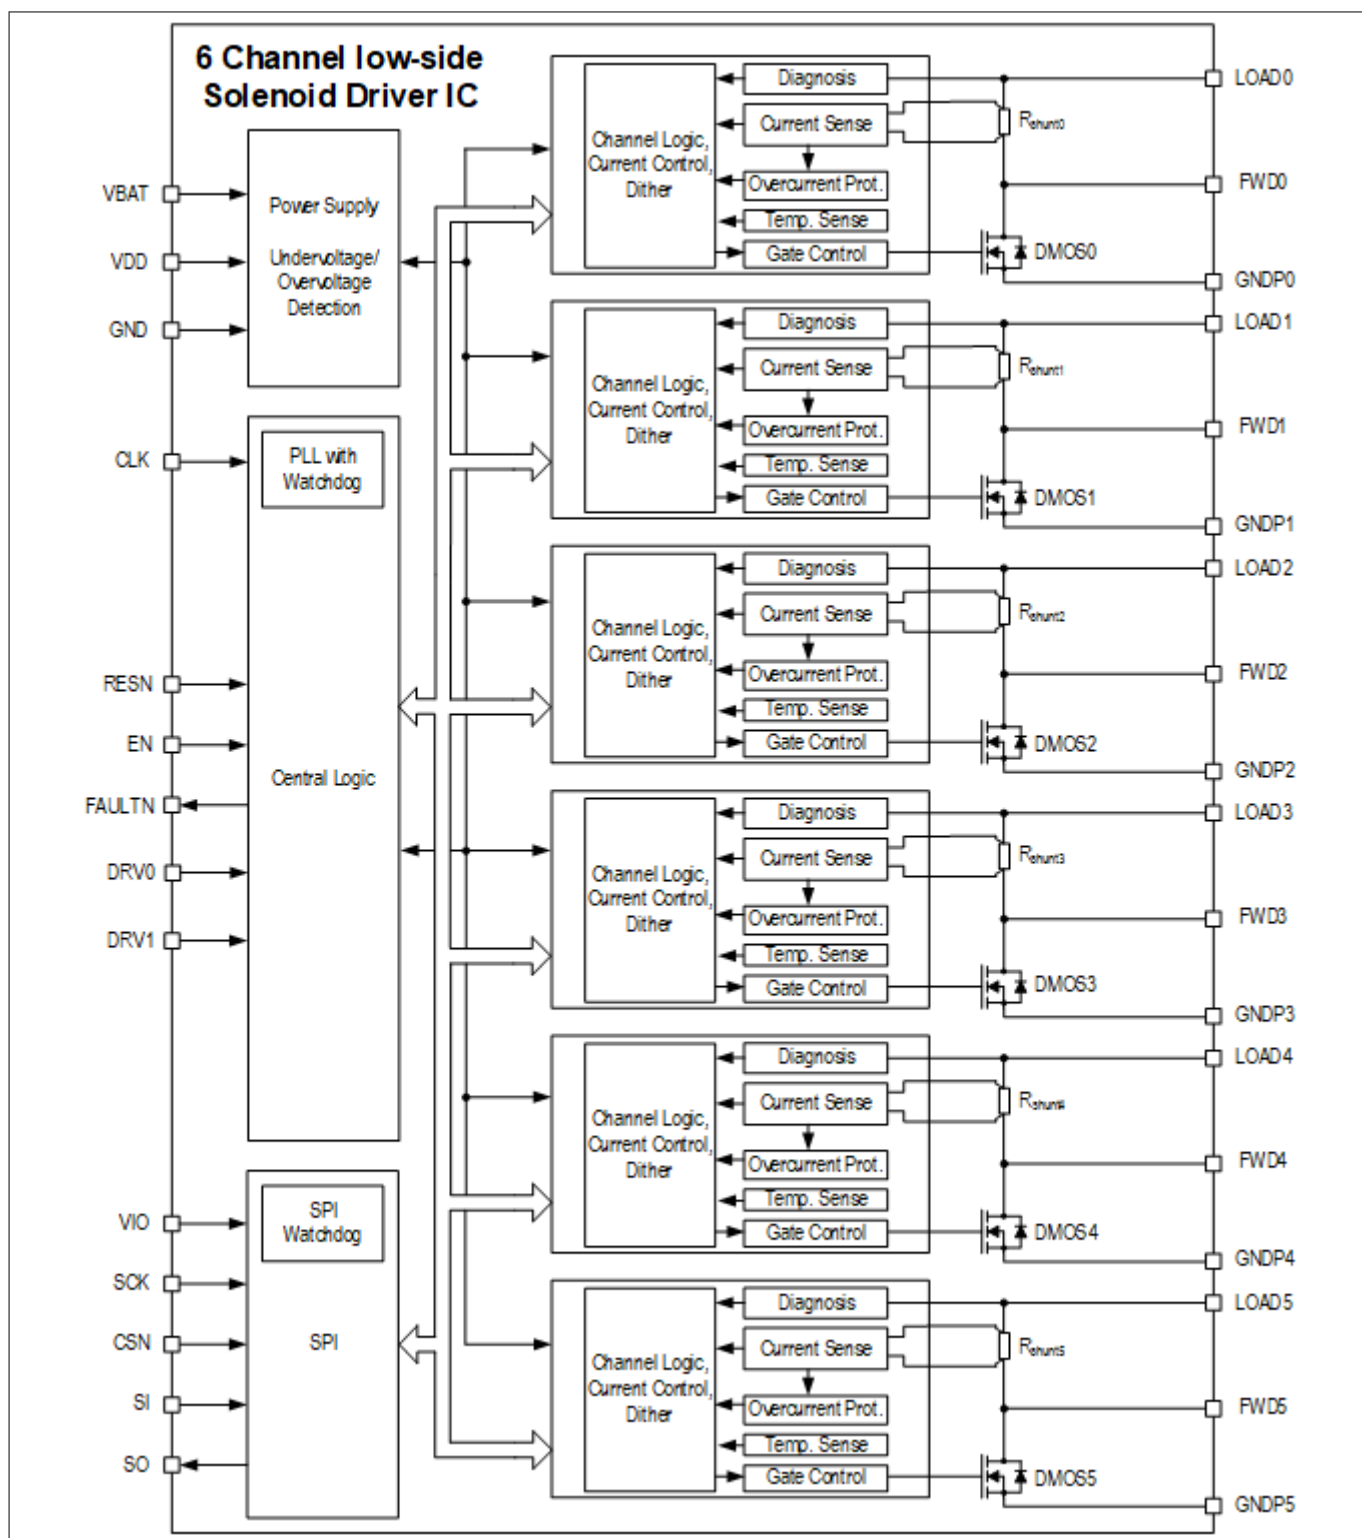 6 Channel low-side
Solenoid Driver IC
VBAT
VDD
GND
Power Supply
Undervoltage/
Overvoltage
Detection
CLK
PLL with
Watchdog
RESN
EN
FAULTN
DRV0
DRV1
Central Logic
VIO
SCK
CSN
SI
SO
SPI
Watchdog
SPI
Channel Logic,
Current Control,
Dither
Diagnosis
Current Sense
Overcurrent Prot.
Temp. Sense
Gate Control
Rshunt0
DMOS0
LOAD0
FWD0
GNDP0
Channel Logic,
Current Control,
Dither
Diagnosis
Current Sense
Overcurrent Prot.
Temp. Sense
Gate Control
Rshunt1
DMOS1
LOAD1
FWD1
GNDP1
Channel Logic,
Current Control,
Dither
Diagnosis
Current Sense
Overcurrent Prot.
Temp. Sense
Gate Control
Rshunt2
DMOS2
LOAD2
FWD2
GNDP2
Channel Logic,
Current Control,
Dither
Diagnosis
Current Sense
Overcurrent Prot.
Temp. Sense
Gate Control
Rshunt3
DMOS3
LOAD3
FWD3
GNDP3
Channel Logic,
Current Control,
Dither
Diagnosis
Current Sense
Overcurrent Prot.
Temp. Sense
Gate Control
Rshunt4
DMOS4
LOAD4
FWD4
GNDP4
Channel Logic,
Current Control,
Dither
Diagnosis
Current Sense
Overcurrent Prot.
Temp. Sense
Gate Control
Rshunt5
DMOS5
LOAD5
FWD5
GNDP5